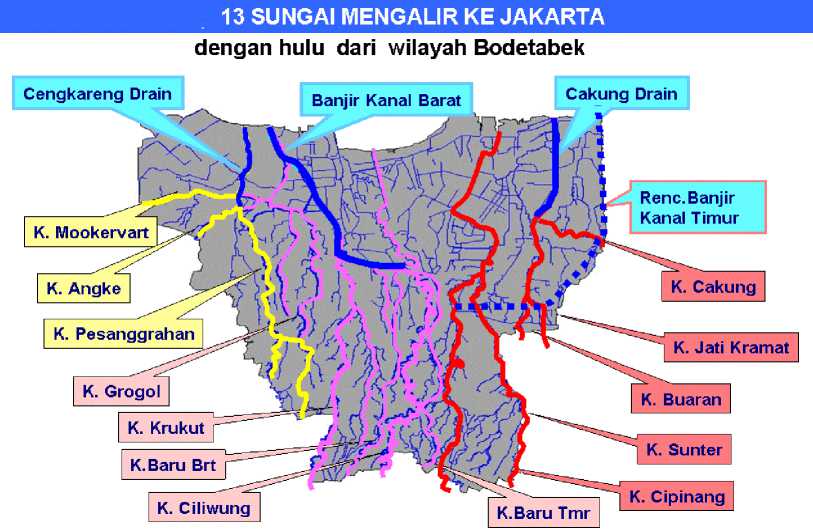 13 SUNGAI MENGALIR KE JAKARTA
dengan hulu dari wilayah Bodetabek
Cengkareng Drain
Banjir Kanal Barat
Cakung Drain
Renc.Banjir
Kanal Timur
K. Mookervart
K. Angke
K. Pesanggrahan
K. Grogol
K. Krukut
K.Baru Brt
K. Ciliwung
K.Baru Tmr
K. Cakung
K. Jati Kramat
K. Buaran
K. Sunter
K. Cipinang